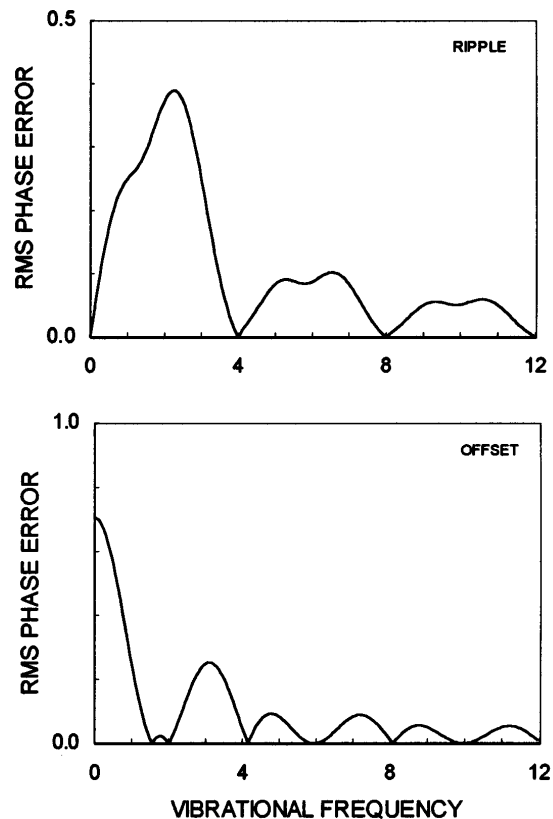 0.5
RIPPLE
RMS PHASE ERROR
0.0
0 4 8 12
1.0
OFFSET
RMS PHASE ERROR
0.0
0 4 8 12
VIBRATIONAL FREQUENCY